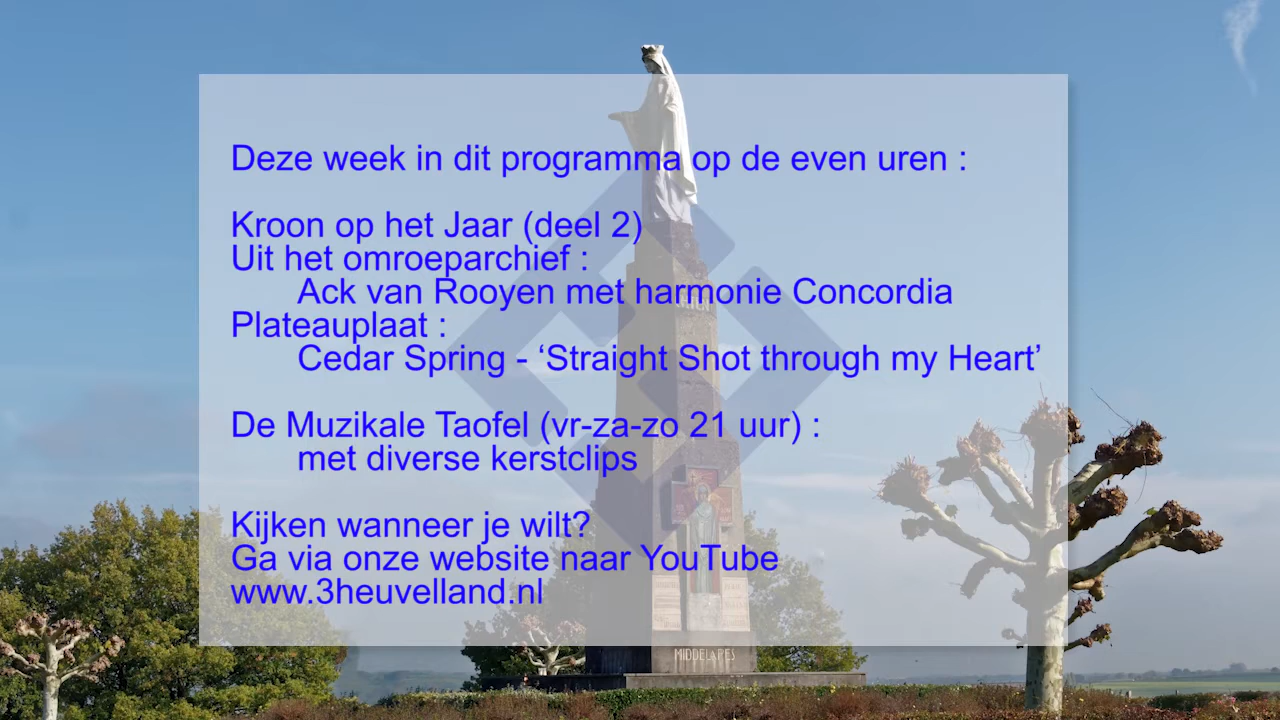 Deze week in dit programma op de even uren :
Kroon op het Jaar (deel 2)
Uit het omroeparchief :
Ack van Rooyen met harmonie Concordia
Plateauplaat :
Cedar Spring - ‘Straight Shot through my Heart’
De Muzikale Taofel (vr-za-zo 21 uur) :
met diverse kerstclips
Kijken wanneer je wilt?
Ga via onze website naar YouTube
www.3heuvelland.nl
MIDDELARES